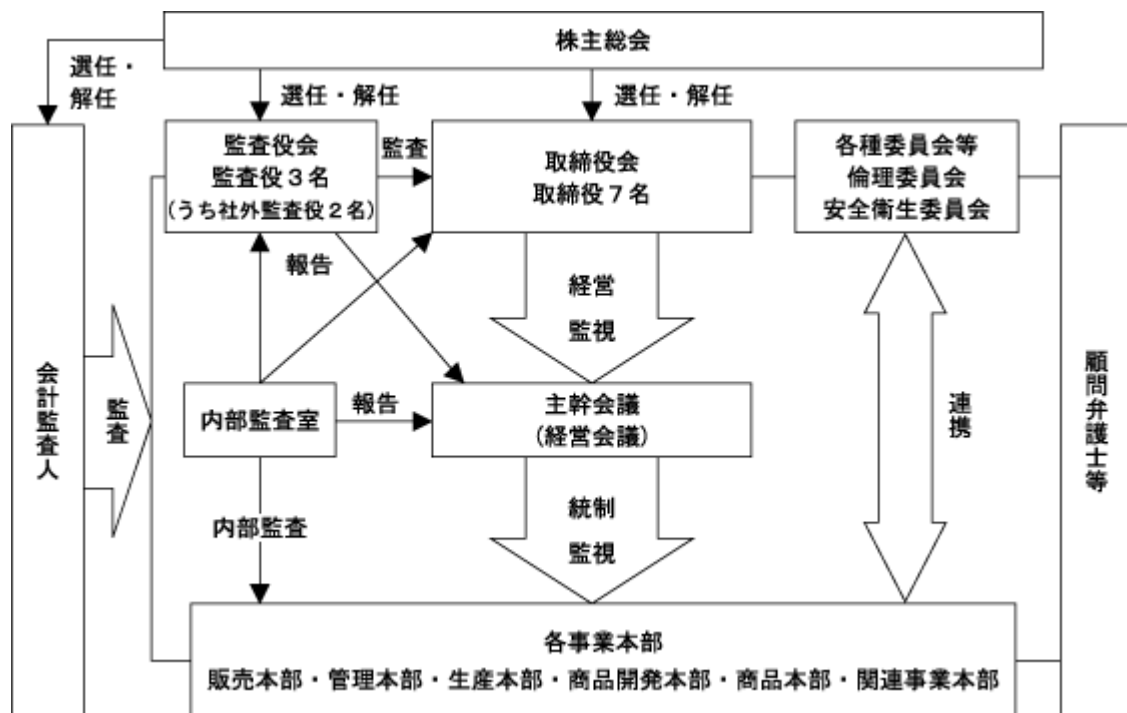 株主総会
選任・
解任
選任・解任
選任・解任
監査役会
監査役３名
(うち社外監査役２名)
監査
取締役会
取締役７名
各種委員会等
倫理委員会
安全衛生委員会
報告
経営
監視
会計監査人
監査
内部監査室
報告
主幹会議
(経営会議)
連携
顧問弁護士等
内部監査
統制
監視
各事業本部
販売本部・管理本部・生産本部・商品開発本部・商品本部・関連事業本部